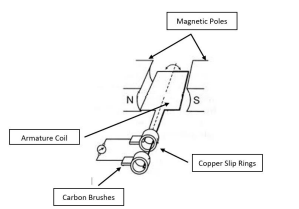 Magnetic Poles
N
S
Armature Coil
Copper Slip Rings
Carbon Brushes